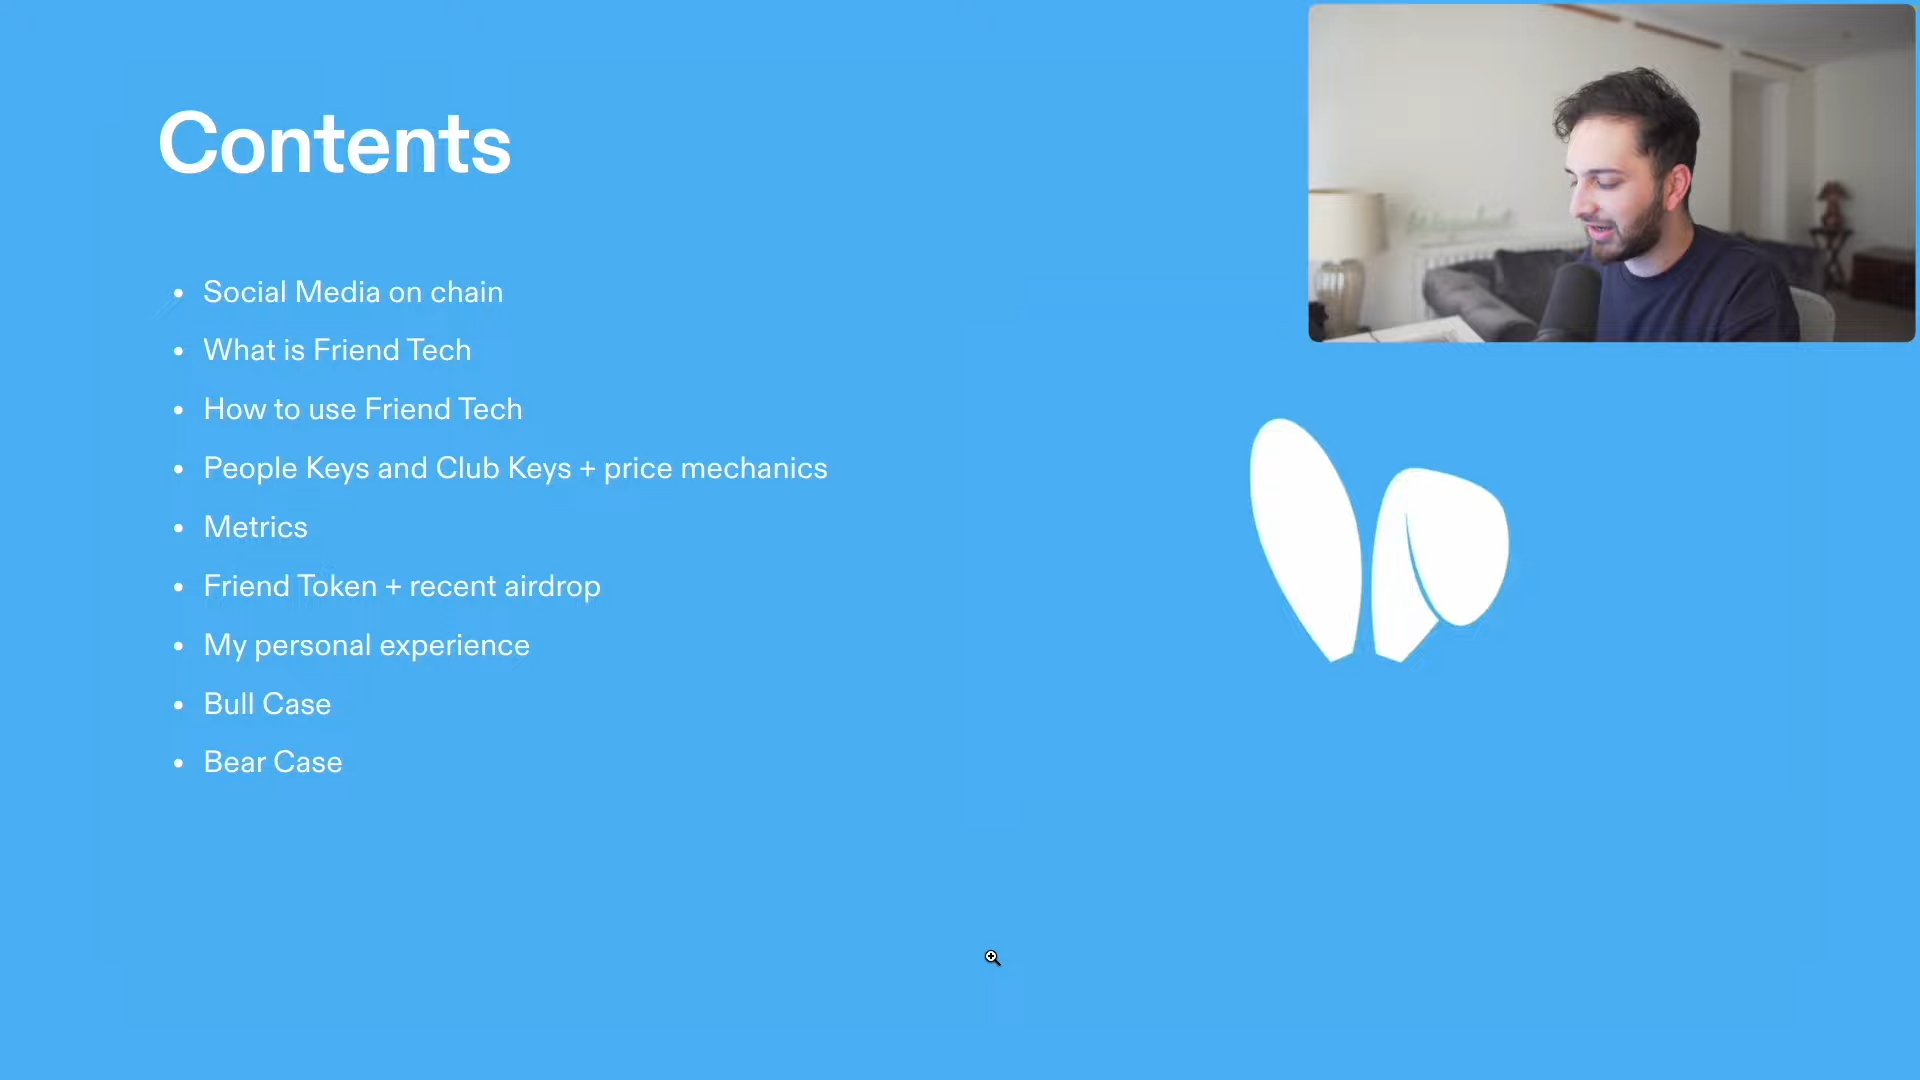 Contents
Social Media on chain
What is Friend Tech
How to use Friend Tech
People Keys and Club Keys + price mechanics
Metrics
Friend Token + recent airdrop
My personal experience
Bull Case
Bear Case